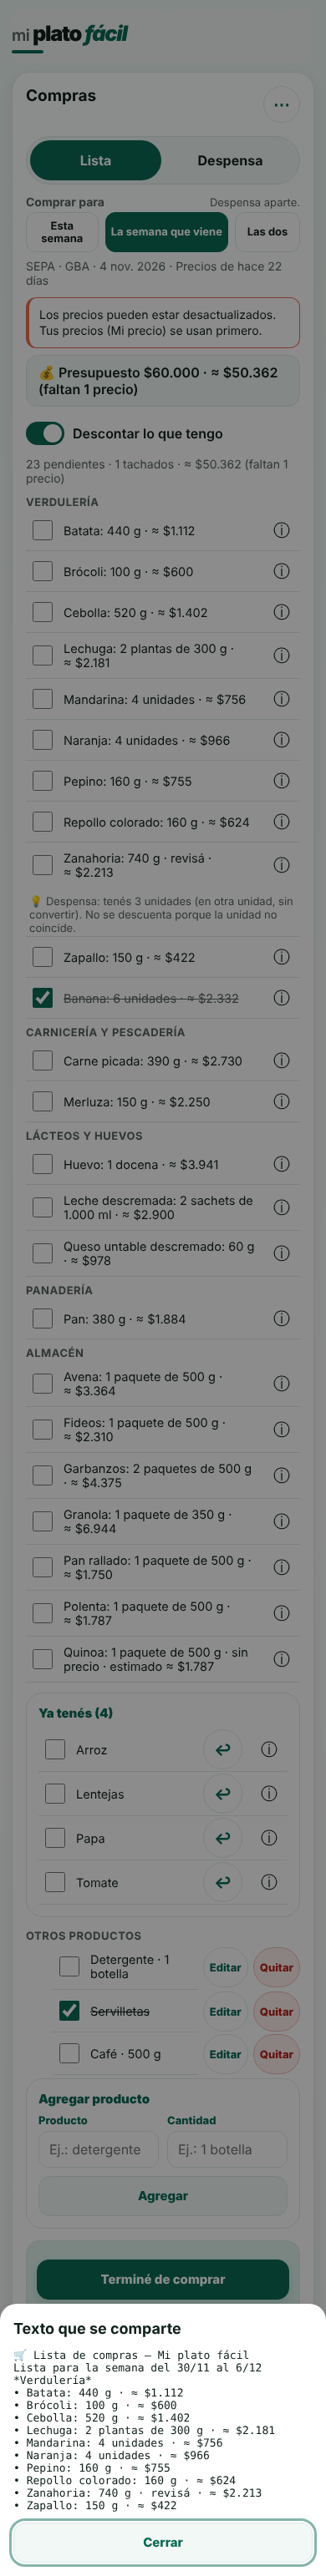 mi plato fácil
Compras
Lista
Despensa
Comprar para
Despensa aparte.
Esta
semana
La semana que viene
Las dos
SEPA · GBA · 4 nov. 2026 · Precios de hace 22
días
Los precios pueden estar desactualizados.
Tus precios (Mi precio) se usan primero.
💰 Presupuesto $60.000 · ≈ $50.362
(faltan 1 precio)
Descontar lo que tengo
23 pendientes · 1 tachados · ≈ $50.362 (faltan 1
precio)
VERDULERÍA
Batata: 440 g · ≈ $1.112
Brócoli: 100 g · ≈ $600
Cebolla: 520 g · ≈ $1.402
Lechuga: 2 plantas de 300 g ·
≈ $2.181
Mandarina: 4 unidades · ≈ $756
Naranja: 4 unidades · ≈ $966
Pepino: 160 g · ≈ $755
Repollo colorado: 160 g · ≈ $624
Zanahoria: 740 g · revisá ·
≈ $2.213
💡 Despensa: tenés 3 unidades (en otra unidad, sin
convertir). No se descuenta porque la unidad no
coincide.
Zapallo: 150 g · ≈ $422
Banana: 6 unidades · ≈ $2.332
CARNICERÍA Y PESCADERÍA
Carne picada: 390 g · ≈ $2.730
Merluza: 150 g · ≈ $2.250
LÁCTEOS Y HUEVOS
Huevo: 1 docena · ≈ $3.941
Leche descremada: 2 sachets de
1.000 ml · ≈ $2.900
Queso untable descremado: 60 g
· ≈ $978
PANADERÍA
Pan: 380 g · ≈ $1.884
ALMACÉN
Avena: 1 paquete de 500 g ·
≈ $3.364
Fideos: 1 paquete de 500 g ·
≈ $2.310
Garbanzos: 2 paquetes de 500 g
· ≈ $4.375
Granola: 1 paquete de 350 g ·
≈ $6.944
Pan rallado: 1 paquete de 500 g ·
≈ $1.750
Polenta: 1 paquete de 500 g ·
≈ $1.787
Quinoa: 1 paquete de 500 g · sin
precio · estimado ≈ $1.787
Ya tenés (4)
Arroz
Lentejas
Papa
Tomate
OTROS PRODUCTOS
Detergente · 1
botella
Editar
Quitar
Servilletas
Editar
Quitar
Café · 500 g
Editar
Quitar
Agregar producto
Producto
Cantidad
Ej.: detergente
Ej.: 1 botella
Agregar
Terminé de comprar
Texto que se comparte
🛒 Lista de compras — Mi plato fácil
Lista para la semana del 30/11 al 6/12
*Verdulería*
• Batata: 440 g · ≈ $1.112
• Brócoli: 100 g · ≈ $600
• Cebolla: 520 g · ≈ $1.402
• Lechuga: 2 plantas de 300 g · ≈ $2.181
• Mandarina: 4 unidades · ≈ $756
• Naranja: 4 unidades · ≈ $966
• Pepino: 160 g · ≈ $755
• Repollo colorado: 160 g · ≈ $624
• Zanahoria: 740 g · revisá · ≈ $2.213
• Zapallo: 150 g · ≈ $422
Cerrar